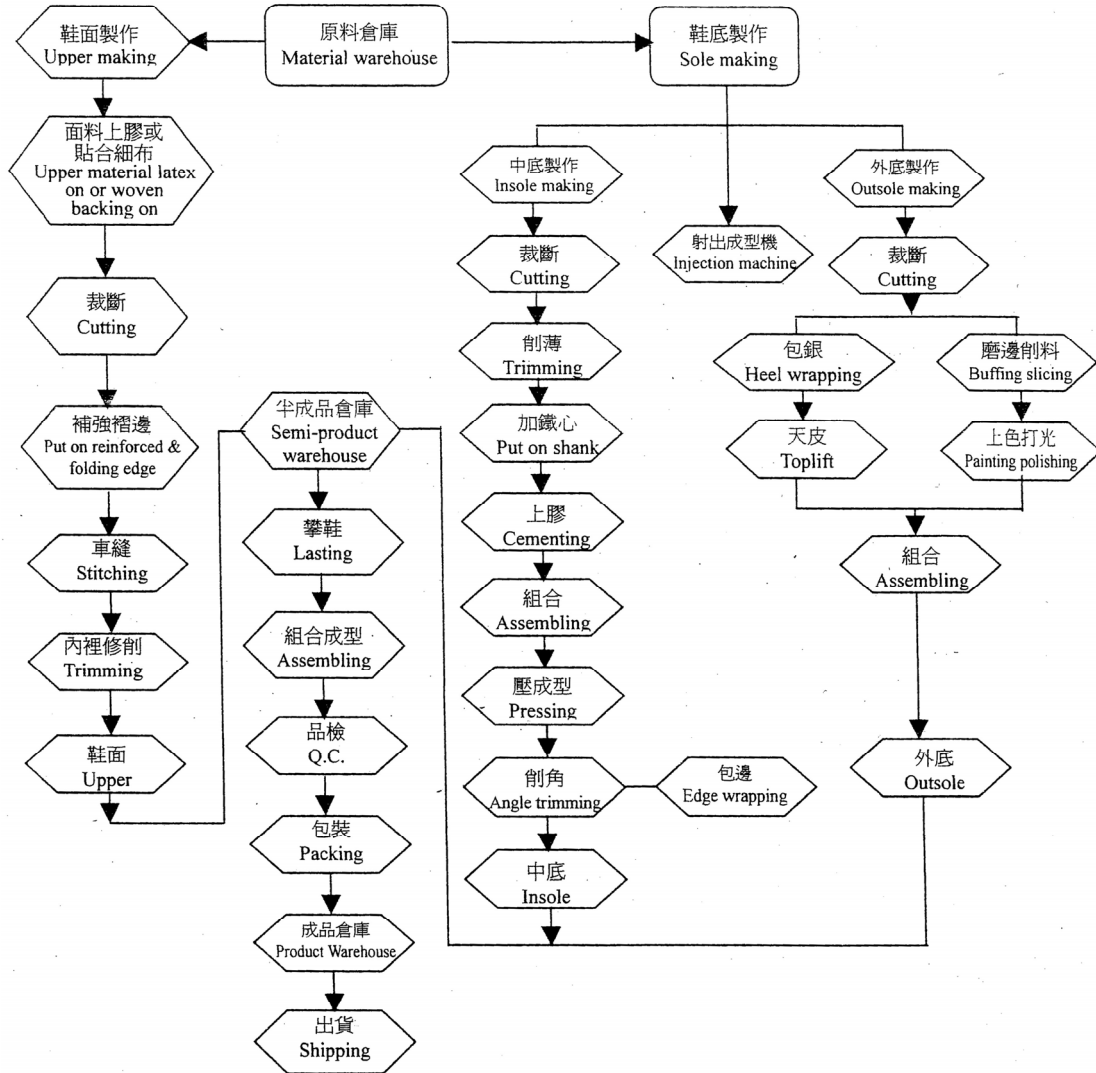 鞋面製作
Upper making
原料倉庫
Material warehouse
鞋底製作
Sole making
面料上膠或
貼合細布
Upper material latex
on or woven
backing on
裁斷
Cutting
補強褶邊
Put on reinforced &
folding edge
車縫
Stitching
內裡修削
Trimming
鞋面
Upper
半成品倉庫
Semi-product
warehouse
攀鞋
Lasting
組合成型
Assembling
品檢
Q.C.
包裝
Packing
成品倉庫
Product Warehouse
出貨
Shipping
中底製作
Insole making
裁斷
Cutting
削薄
Trimming
加鐵心
Put on shank
上膠
Cementing
組合
Assembling
壓成型
Pressing
削角
Angle trimming
包邊
Edge wrapping
中底
Insole
射出成型機
Injection machine
外底製作
Outsole making
裁斷
Cutting
包銀
Heel wrapping
天皮
Toplift
磨邊削料
Buffing slicing
上色打光
Painting polishing
組合
Assembling
外底
Outsole